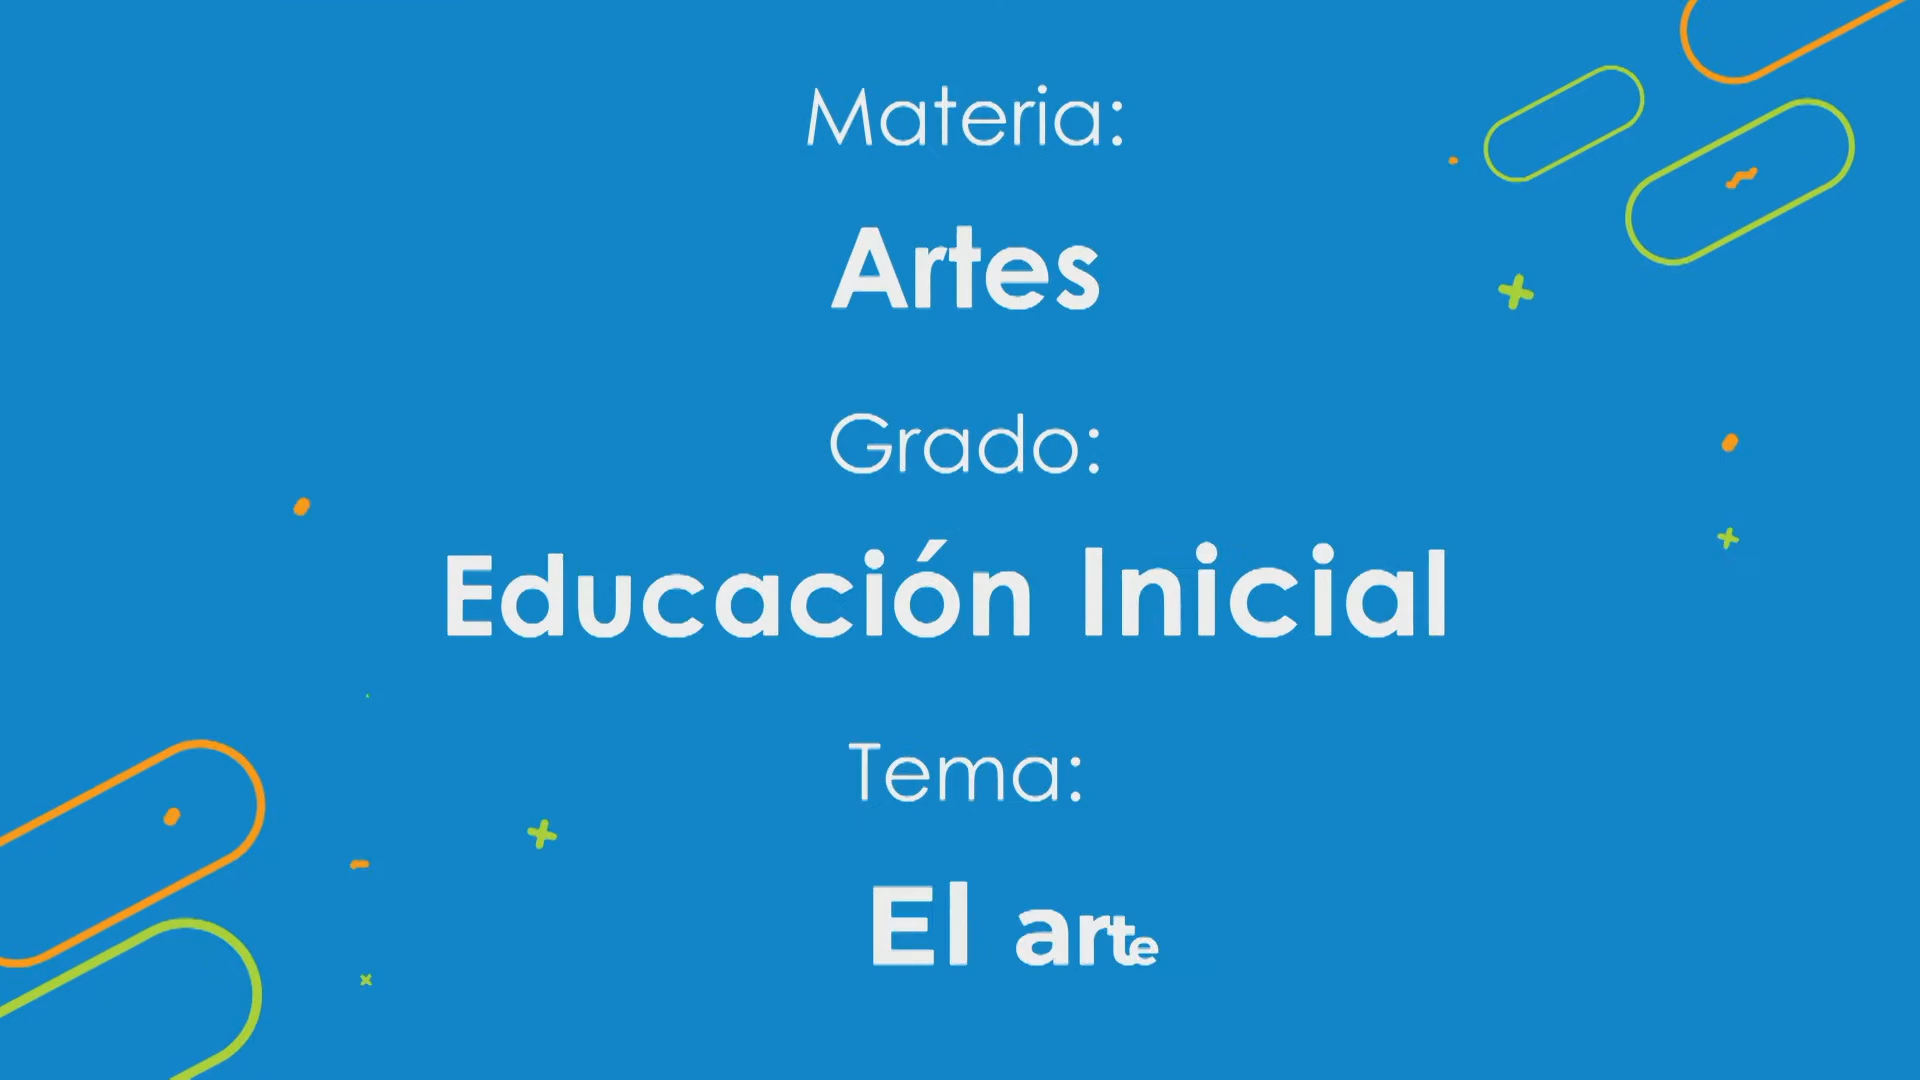 Materia:
Artes
Grado:
Educación Inicial
Tema:
El arte